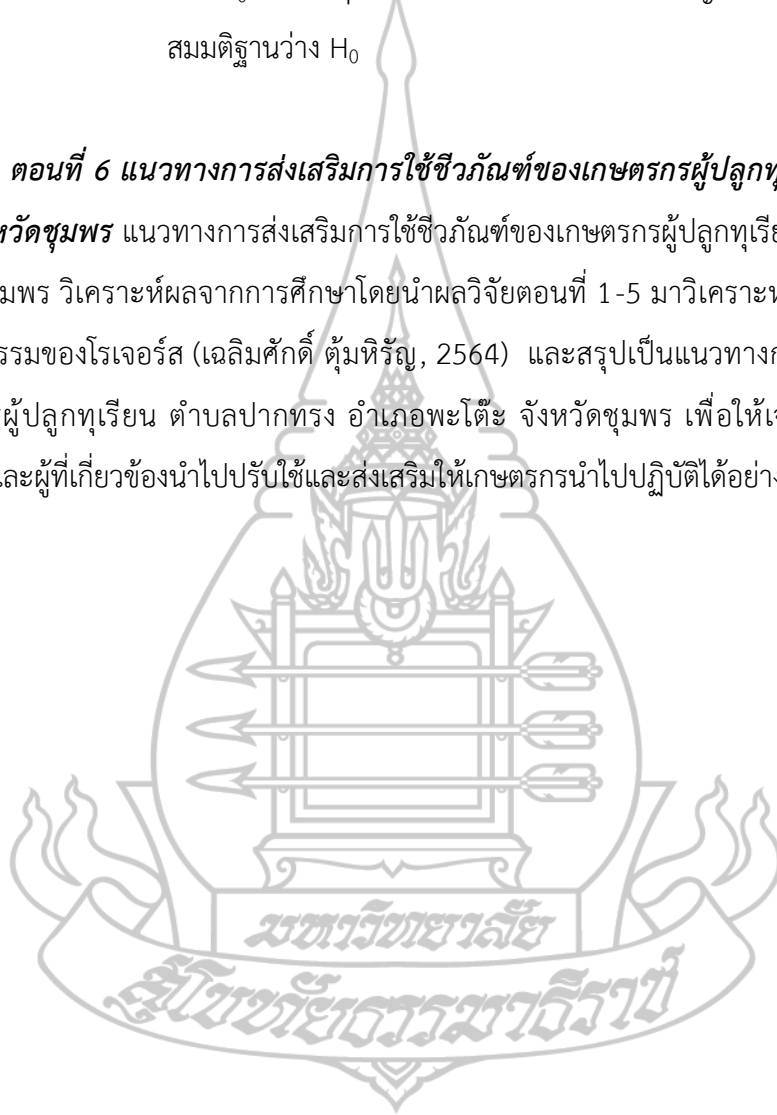 สมมติฐานว่าง H₀
ตอนที่ 6 แนวทางการส่งเสริมการใช้ชีวภัณฑ์ของเกษตรกรผู้ปลูกทุ
แนวทางการส่งเสริมการใช้ชีวภัณฑ์ของเกษตรกรผู้ปลูกทุเรีย
มพร วิเคราะห์ผลจากการศึกษาโดยนำผลวิจัยตอนที่ 1-5 มาวิเคราะห
รรมของโรเจอร์ส (เฉลิมศักดิ์ ตุ้มหิรัญ, 2564) และสรุปเป็นแนวทางก
ผู้ปลูกทุเรียน ตำบลปากทรง อำเภอพะโต๊ะ จังหวัดชุมพร เพื่อให้เจ
และผู้ที่เกี่ยวข้องนำไปปรับใช้และส่งเสริมให้เกษตรกรนำไปปฏิบัติได้อย่าง
มหาวิทยาลัย
สุโขทัยธรรมาธิราช